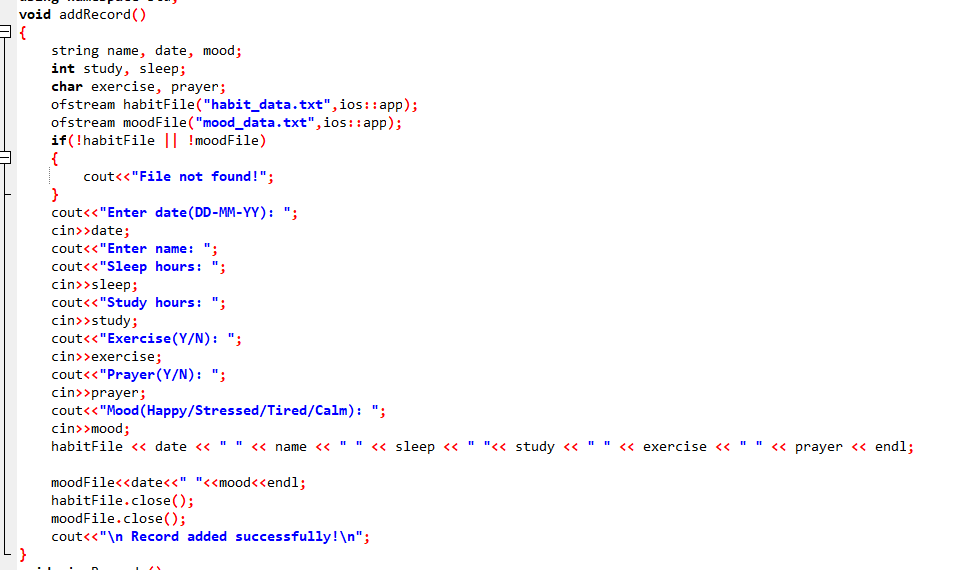 void addRecord()
{
string name, date, mood;
int study, sleep;
char exercise, prayer;
ofstream habitFile("habit_data.txt",ios::app);
ofstream moodFile("mood_data.txt",ios::app);
if(!habitFile || !moodFile)
{
cout<<"File not found!";
}
cout<<"Enter date(DD-MM-YY): ";
cin>>date;
cout<<"Enter name: ";
cout<<"Sleep hours: ";
cin>>sleep;
cout<<"Study hours: ";
cin>>study;
cout<<"Exercise(Y/N): ";
cin>>exercise;
cout<<"Prayer(Y/N): ";
cin>>prayer;
cout<<"Mood(Happy/Stressed/Tired/Calm): ";
cin>>mood;
habitFile << date << " " << name << " " << sleep << " "<< study << " " << exercise << " " << prayer << endl;
moodFile<<date<<" "<<mood<<endl;
habitFile.close();
moodFile.close();
cout<<"\n Record added successfully!\n";
}